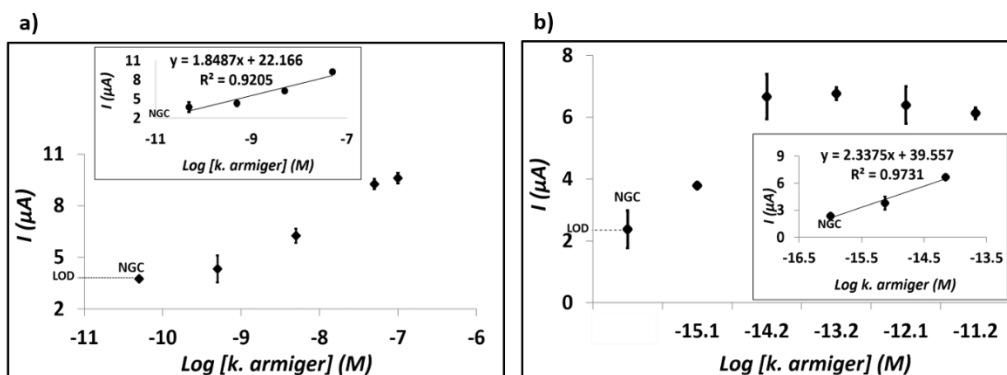 a)
11
8
5
2
I (µA)
y = 1.8487x + 22.166
R² = 0.9205
NGC
-11
-9
-7
Log [k. armiger] (M)
11
8
5
2
I (µA)
LOD
NGC
-11
-10
-9
-8
-7
-6
Log [k. armiger] (M)
b)
8
6
4
2
0
I (µA)
NGC
LOD
y = 2.3375x + 39.557
R² = 0.9731
9
6
3
0
I (µA)
NGC
-16.5
-15.5
-14.5
-13.5
Log k. armiger] (M)
-15.1
-14.2
-13.2
-12.1
-11.2
Log [k. armiger] (M)